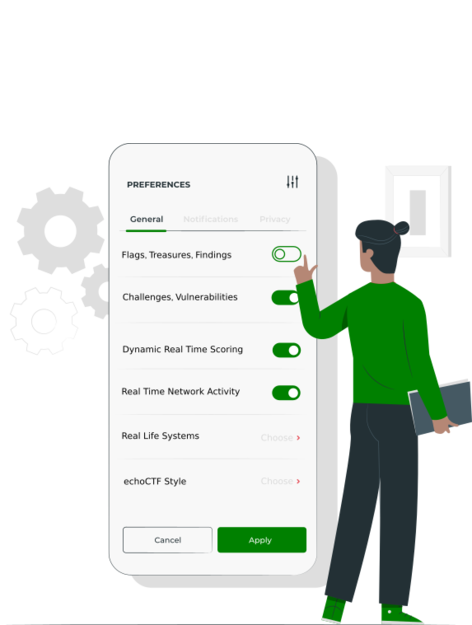 PREFERENCES
General Notifications Privacy
Flags, Treasures, Findings
Challenges, Vulnerabilities
Dynamic Real Time Scoring
Real Time Network Activity
Real Life Systems Choose >
echoCTF Style Choose >
Cancel Apply